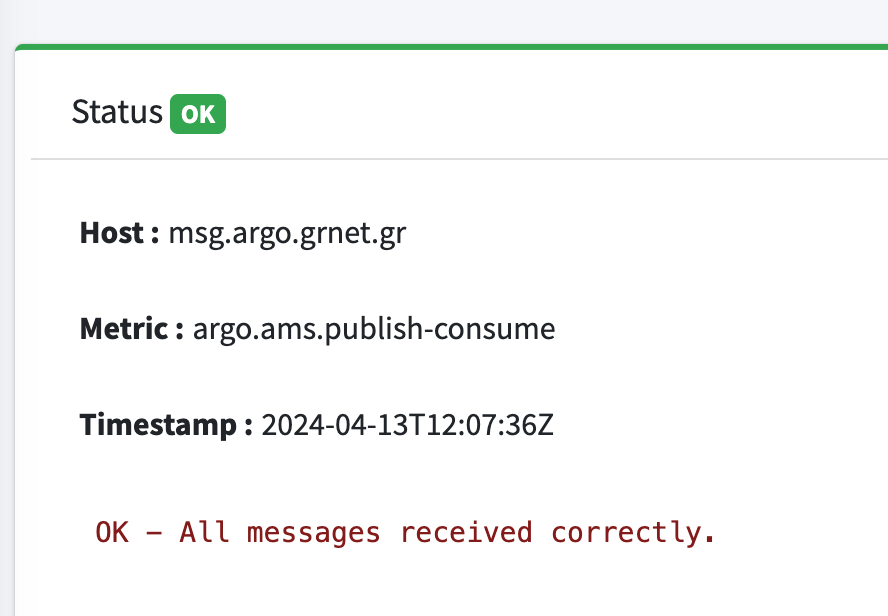 Status OK
Host : msg.argo.grnet.gr
Metric : argo.ams.publish-consume
Timestamp : 2024-04-13T12:07:36Z
OK - All messages received correctly.